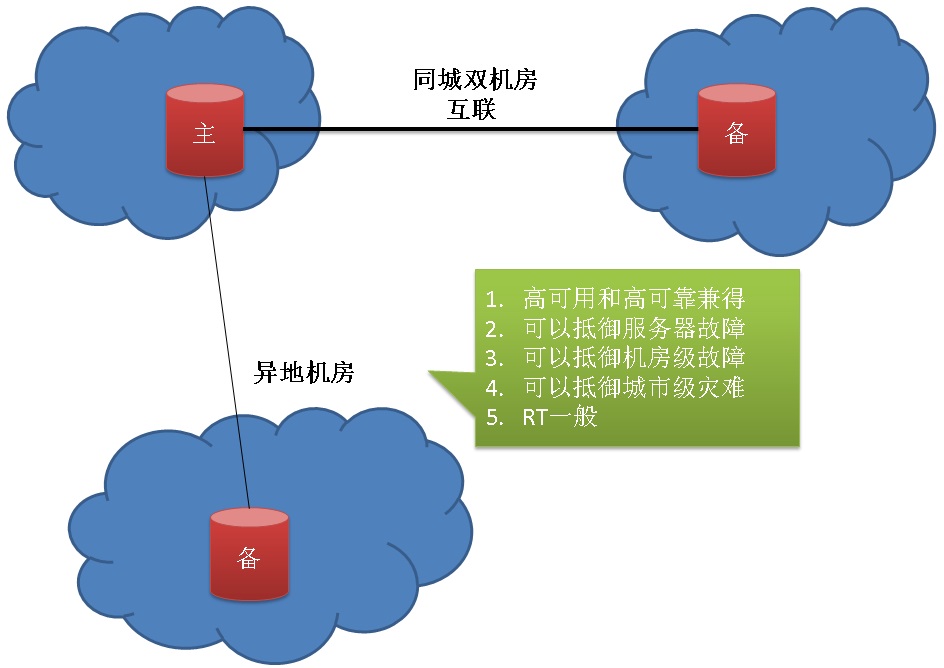 同城双机房
互联
主
备
1. 高可用和高可靠兼得
2. 可以抵御服务器故障
3. 可以抵御机房级故障
4. 可以抵御城市级灾难
5. RT一般
异地机房
备